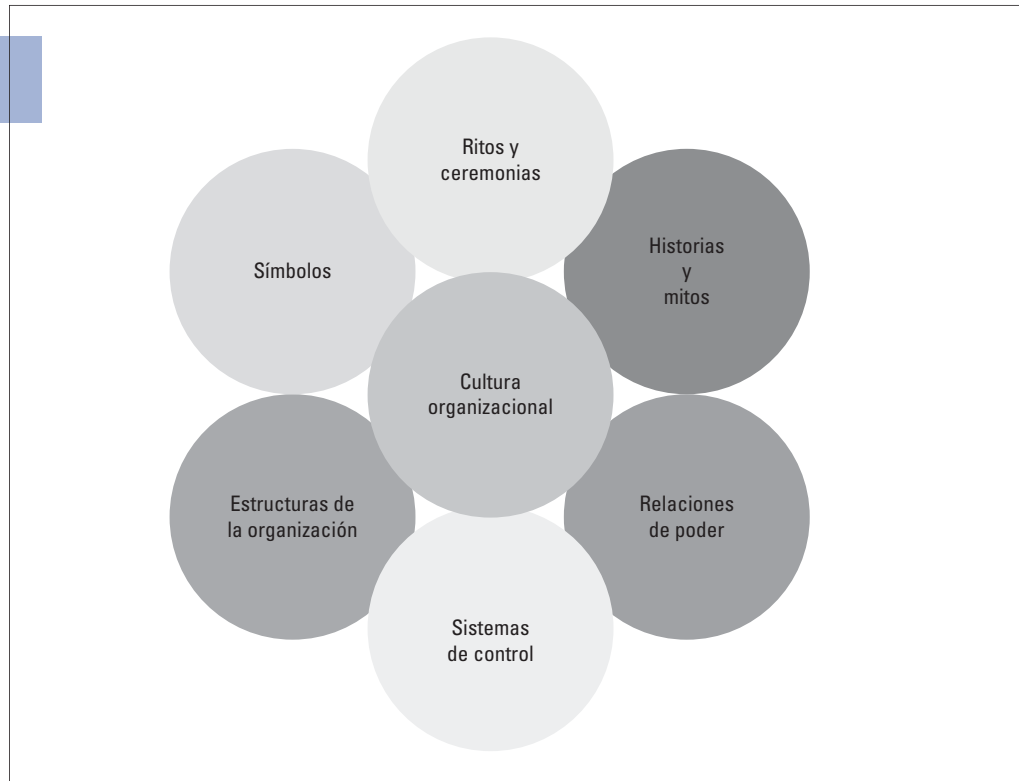 Ritos y
ceremonias
Símbolos
Historias
y
mitos
Cultura
organizacional
Estructuras de
la organización
Relaciones
de poder
Sistemas
de control